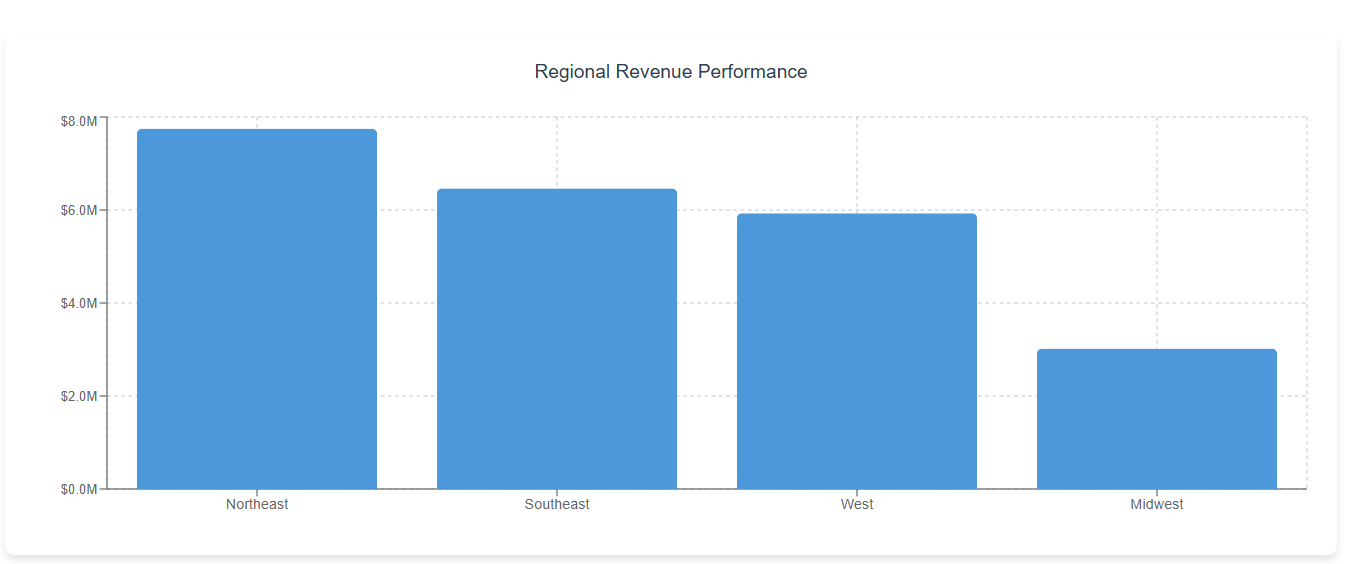 Regional Revenue Performance
$8.0M
$6.0M
$4.0M
$2.0M
$0.0M
Northeast Southeast West Midwest